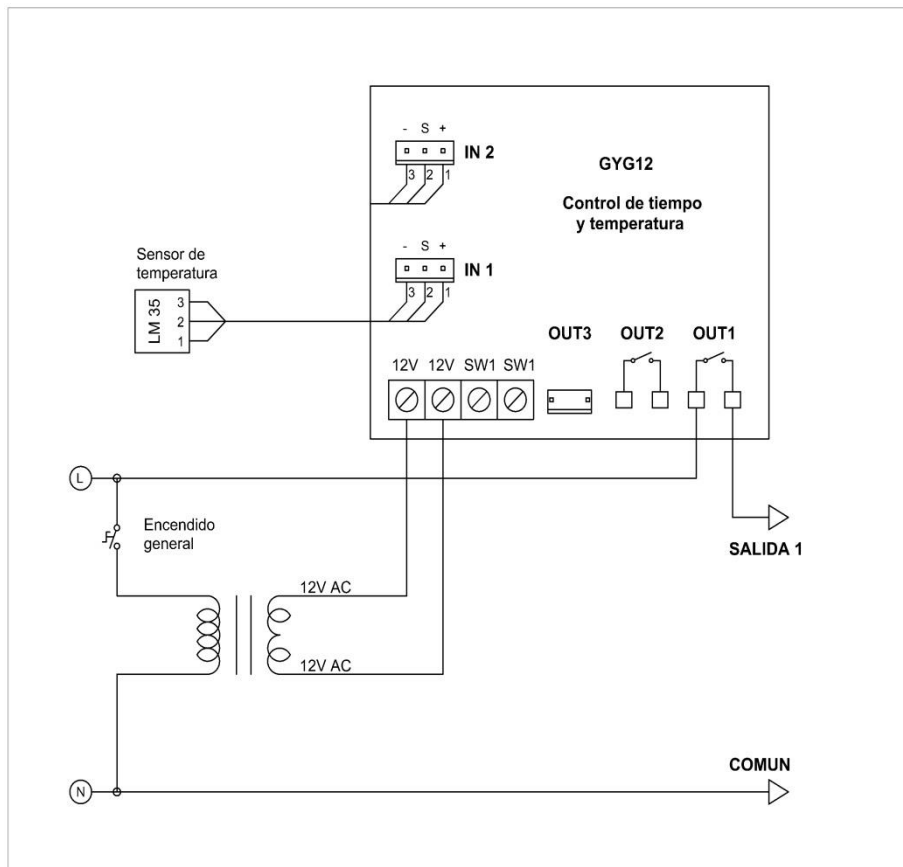 - S +
IN 2
3 2 1
GYG12
Control de tiempo
y temperatura
- S +
IN 1
3 2 1
Sensor de
temperatura
LM 35
3
2
1
OUT3 OUT2 OUT1
12V 12V SW1 SW1
L
Encendido
general
SALIDA 1
12V AC
12V AC
COMUN
N